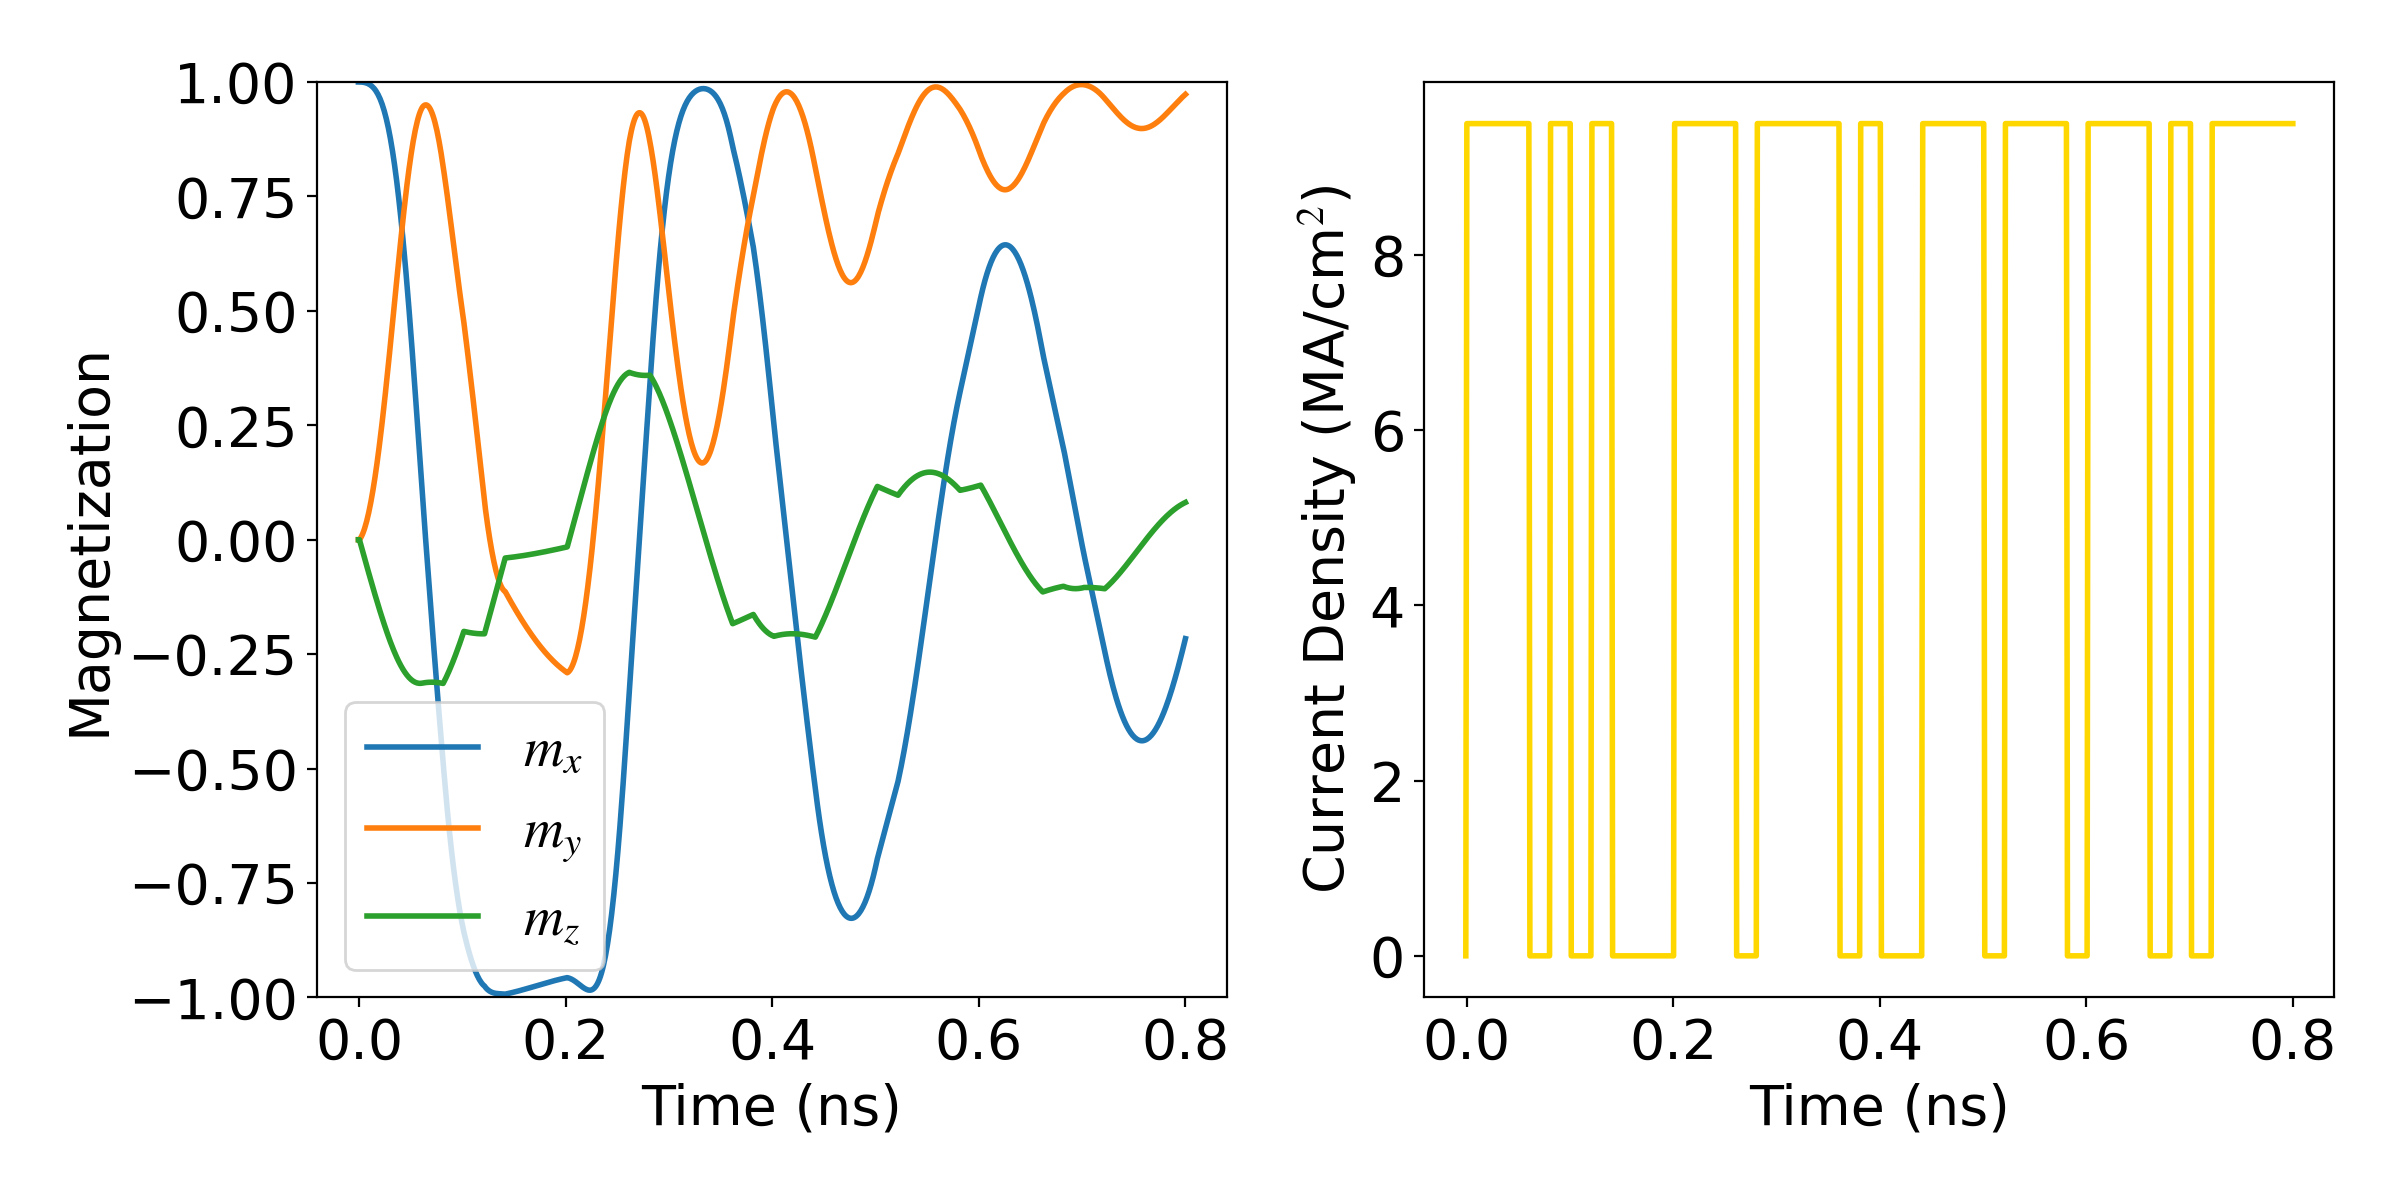 1.00
0.75
0.50
0.25
0.00
−0.25
−0.50
−0.75
−1.00
Magnetization
m_x
m_y
m_z
0.0 0.2 0.4 0.6 0.8
Time (ns)
8
6
4
2
0
Current Density (MA/cm²)
0.0 0.2 0.4 0.6 0.8
Time (ns)